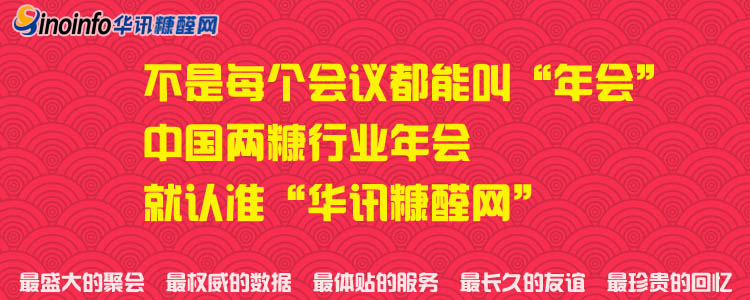 Sinoinfo华讯糠醛网
不是每个会议都能叫“年会”
中国两糠行业年会
就认准“华讯糠醛网”
最盛大的聚会 最权威的数据 最体贴的服务 最长久的友谊 最珍贵的回忆